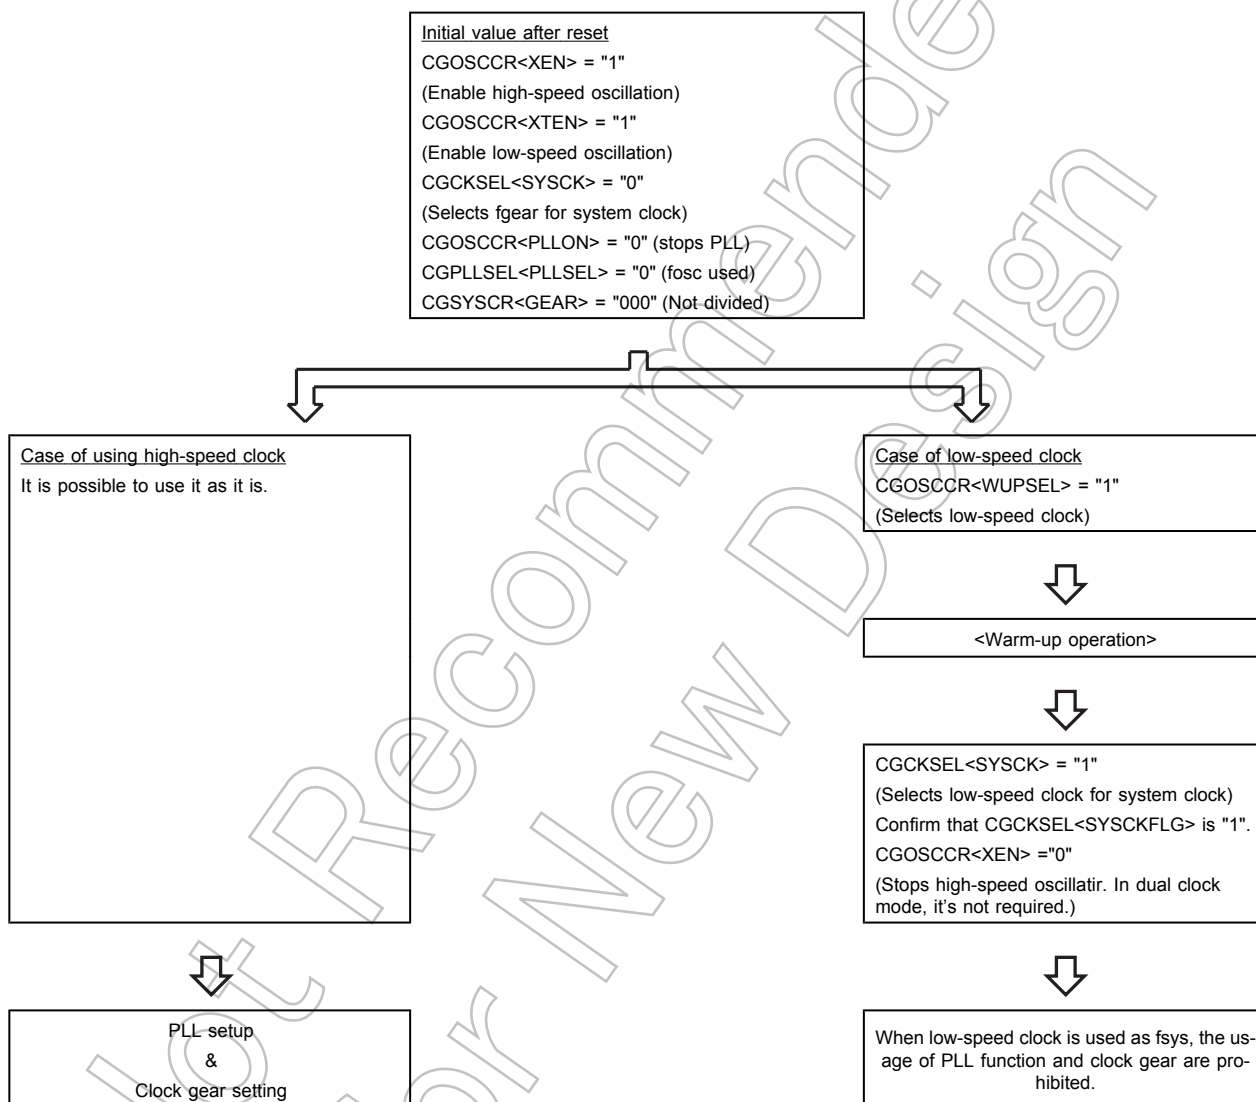 Initial value after reset
CGOSCCR<XEN> = "1"
(Enable high-speed oscillation)
CGOSCCR<XTEN> = "1"
(Enable low-speed oscillation)
CGCKSEL<SYSCK> = "0"
(Selects fgear for system clock)
CGOSCCR<PLLON> = "0" (stops PLL)
CGPLLSEL<PLLSEL> = "0" (fosc used)
CGSYSCR<GEAR> = "000" (Not divided)
Case of using high-speed clock
It is possible to use it as it is.
PLL setup
&
Clock gear setting
Case of low-speed clock
CGOSCCR<WUPSEL> = "1"
(Selects low-speed clock)
<Warm-up operation>
CGCKSEL<SYSCK> = "1"
(Selects low-speed clock for system clock)
Confirm that CGCKSEL<SYSCKFLG> is "1".
CGOSCCR<XEN> ="0"
(Stops high-speed oscillatir. In dual clock
mode, it's not required.)
When low-speed clock is used as fsys, the us-
age of PLL function and clock gear are pro-
hibited.
Not Recommende
or New Design